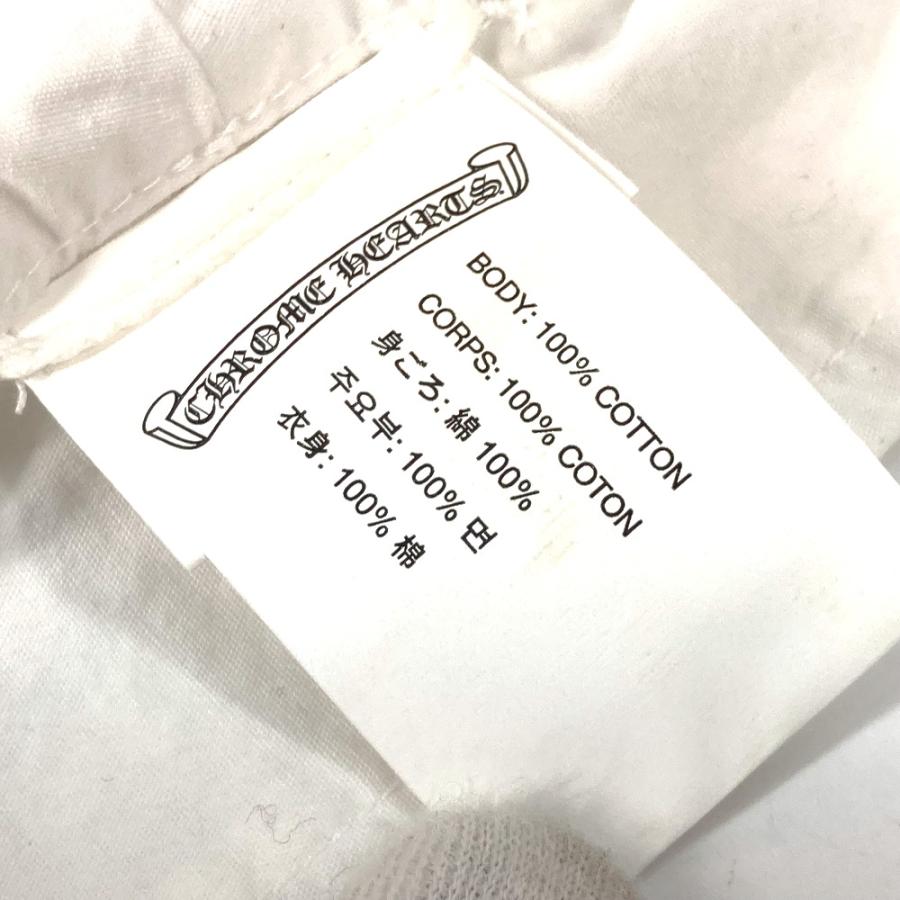 CHROME HEARTS
BODY: 100% COTTON
CORPS: 100% COTON
身ごろ: 綿 100%
주요부: 100% 면
衣身: 100% 棉